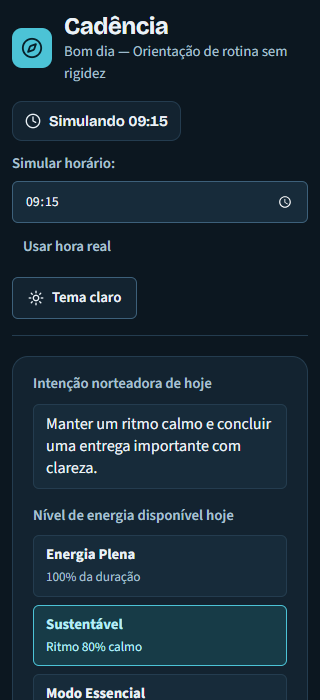 Cadência
Bom dia — Orientação de rotina sem
rigidez
Simulando 09:15
Simular horário:
09:15
Usar hora real
Tema claro
Intenção norteadora de hoje
Manter um ritmo calmo e concluir
uma entrega importante com
clareza.
Nível de energia disponível hoje
Energia Plena
100% da duração
Sustentável
Ritmo 80% calmo
Modo Essencial